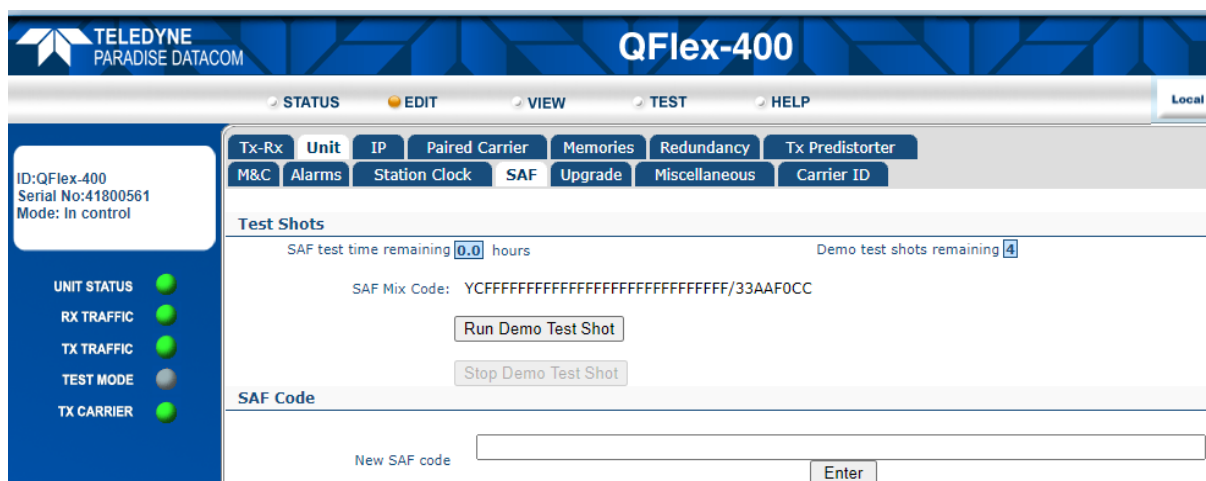 TELEDYNE
PARADISE DATACOM
QFlex-400
STATUS EDIT VIEW TEST HELP
Local
Tx-Rx Unit IP Paired Carrier Memories Redundancy Tx Predistorter
M&C Alarms Station Clock SAF Upgrade Miscellaneous Carrier ID
ID:QFlex-400
Serial No:41800561
Mode: In control
UNIT STATUS
RX TRAFFIC
TX TRAFFIC
TEST MODE
TX CARRIER
Test Shots
SAF test time remaining 0.0 hours Demo test shots remaining 4
SAF Mix Code: YCFFFFFFFFFFFFFFFFFFFFFFFFFFFFFF/33AAF0CC
Run Demo Test Shot
Stop Demo Test Shot
SAF Code
New SAF code
Enter